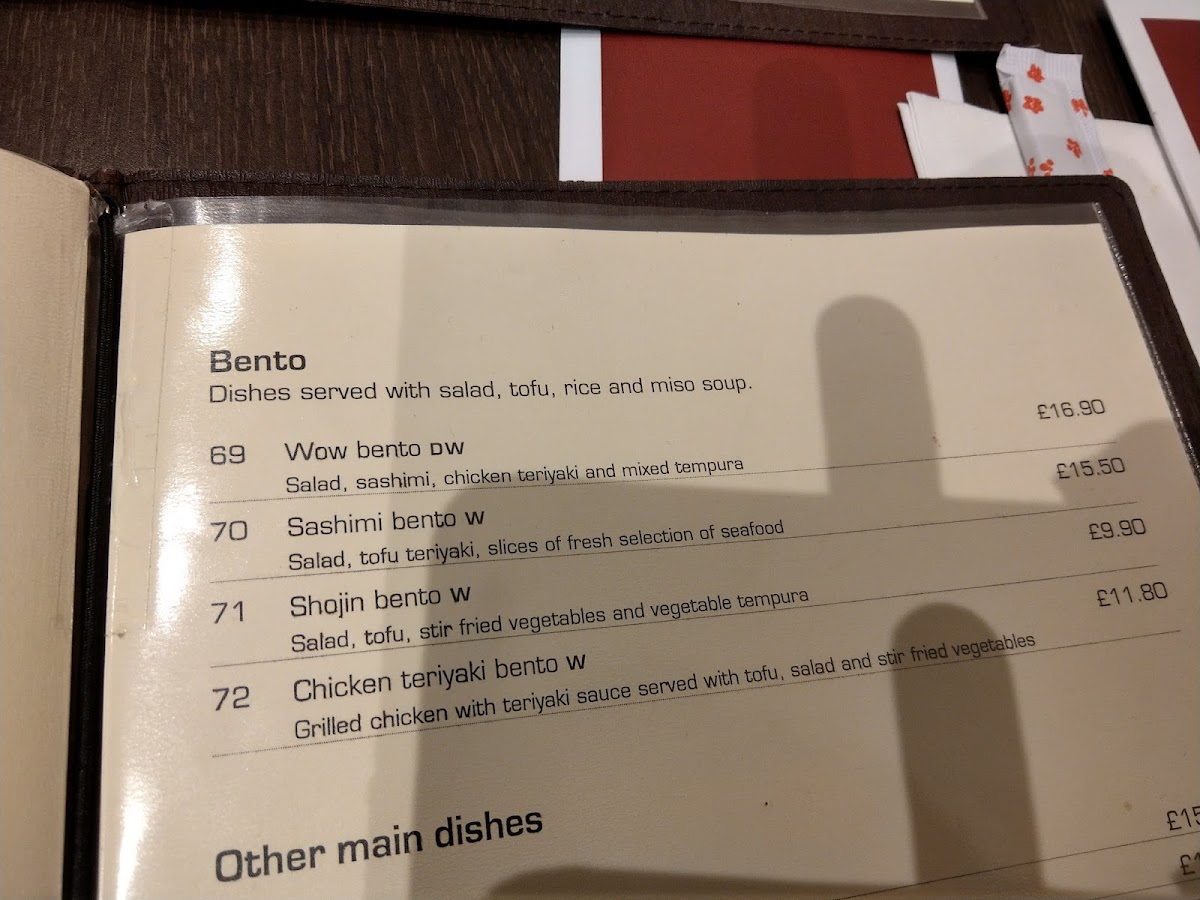 Bento
Dishes served with salad, tofu, rice and miso soup.
69 Wow bento DW £16.90
Salad, sashimi, chicken teriyaki and mixed tempura
70 Sashimi bento W £15.50
Salad, tofu teriyaki, slices of fresh selection of seafood
71 Shojin bento W £9.90
Salad, tofu, stir fried vegetables and vegetable tempura
72 Chicken teriyaki bento W £11.80
Grilled chicken with teriyaki sauce served with tofu, salad and stir fried vegetables
Other main dishes